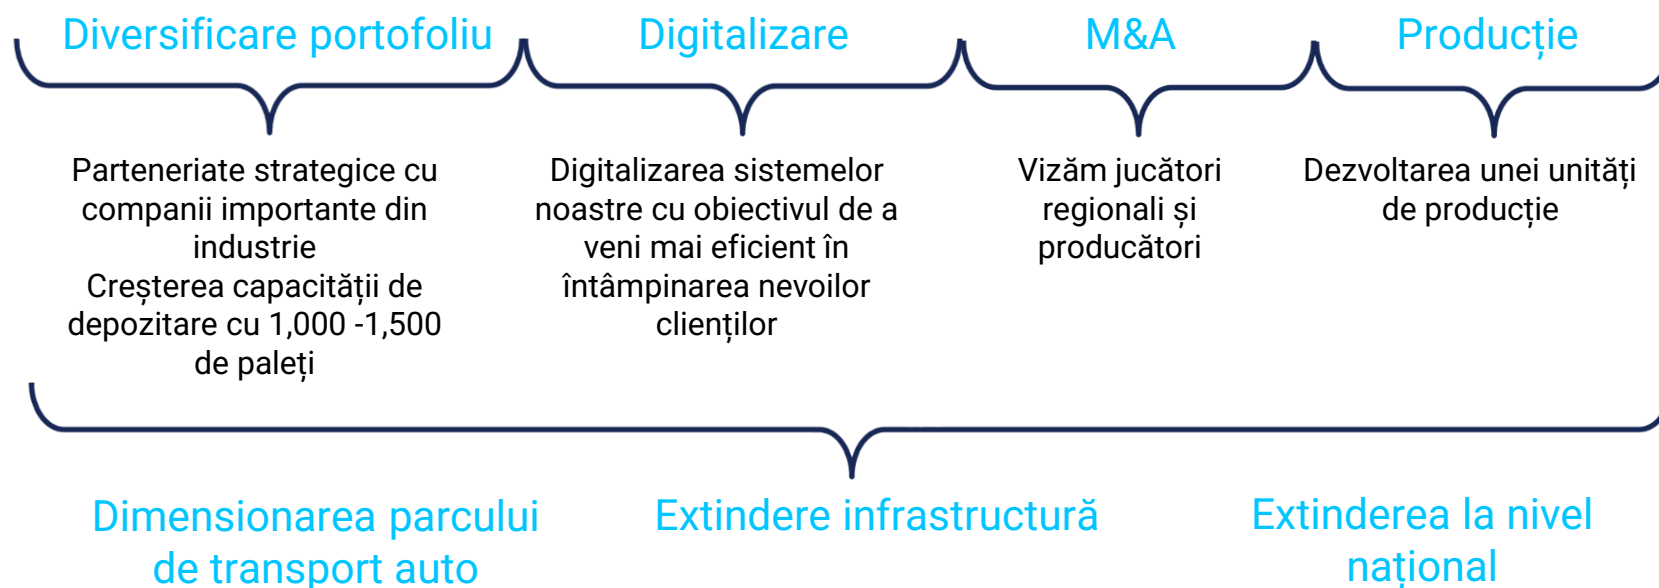 Diversificare portofoliu
Digitalizare
M&A
Producție
Parteneriate strategice cu
companii importante din
industrie
Creșterea capacității de
depozitare cu 1,000 -1,500
de paleți
Digitalizarea sistemelor
noastre cu obiectivul de a
veni mai eficient în
întâmpinarea nevoilor
clienților
Vizăm jucători
regionali și
producători
Dezvoltarea unei unități
de producție
Dimensionarea parcului
de transport auto
Extindere infrastructură
Extinderea la nivel
național